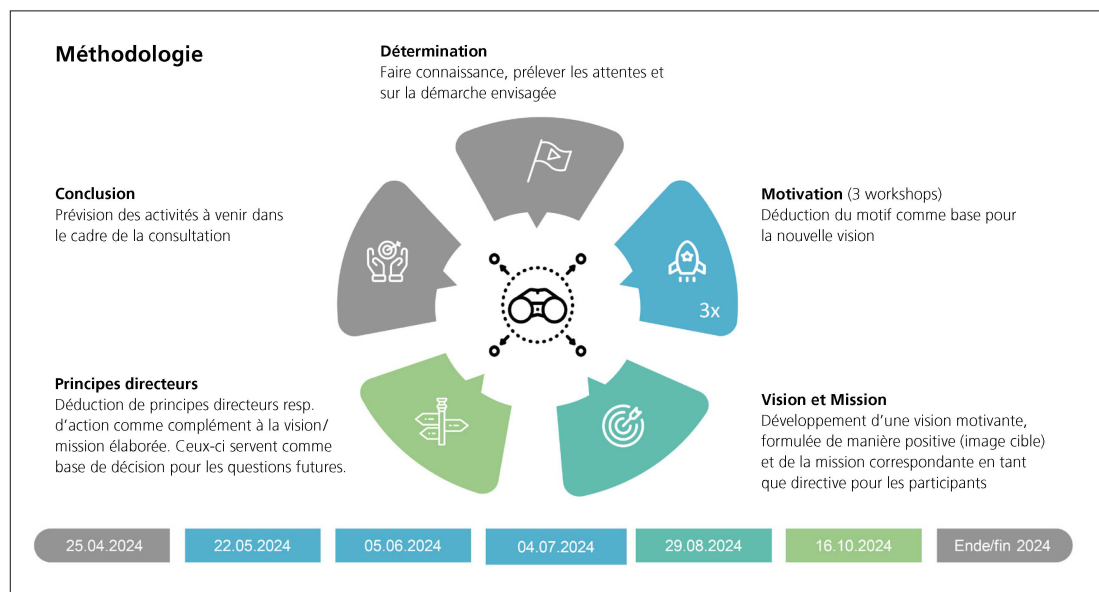 Méthodologie
Détermination
Faire connaissance, prélever les attentes et
sur la démarche envisagée
Motivation (3 workshops)
Déduction du motif comme base pour
la nouvelle vision
3x
Vision et Mission
Développement d’une vision motivante,
formulée de manière positive (image cible)
et de la mission correspondante en tant
que directive pour les participants
Principes directeurs
Déduction de principes directeurs resp.
d’action comme complément à la vision/
mission élaborée. Ceux-ci servent comme
base de décision pour les questions futures.
Conclusion
Prévision des activités à venir dans
le cadre de la consultation
25.04.2024
22.05.2024
05.06.2024
04.07.2024
29.08.2024
16.10.2024
Ende/fin 2024